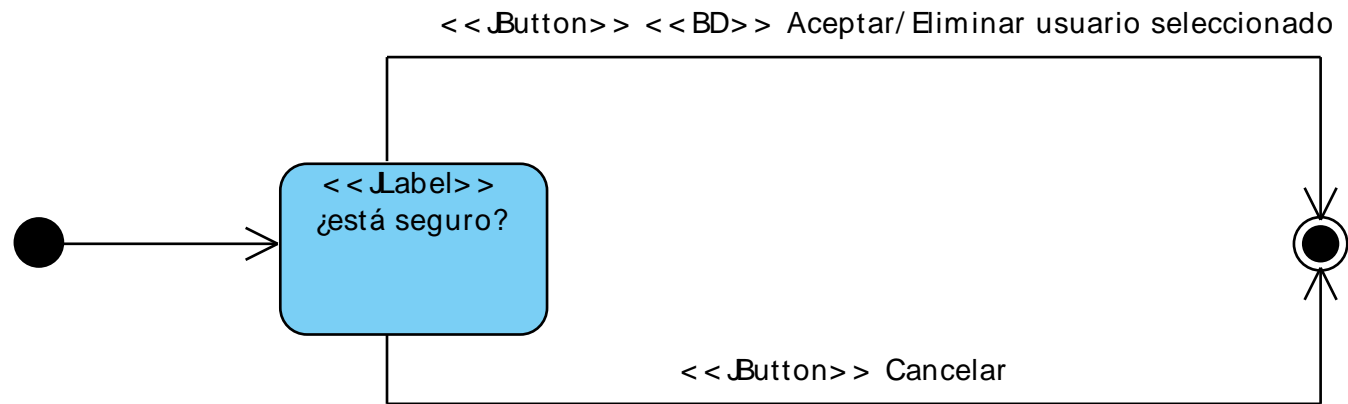 <<JButton>> <<BD>> Aceptar/Eliminar usuario seleccionado
<<JLabel>>
¿está seguro?
<<JButton>> Cancelar